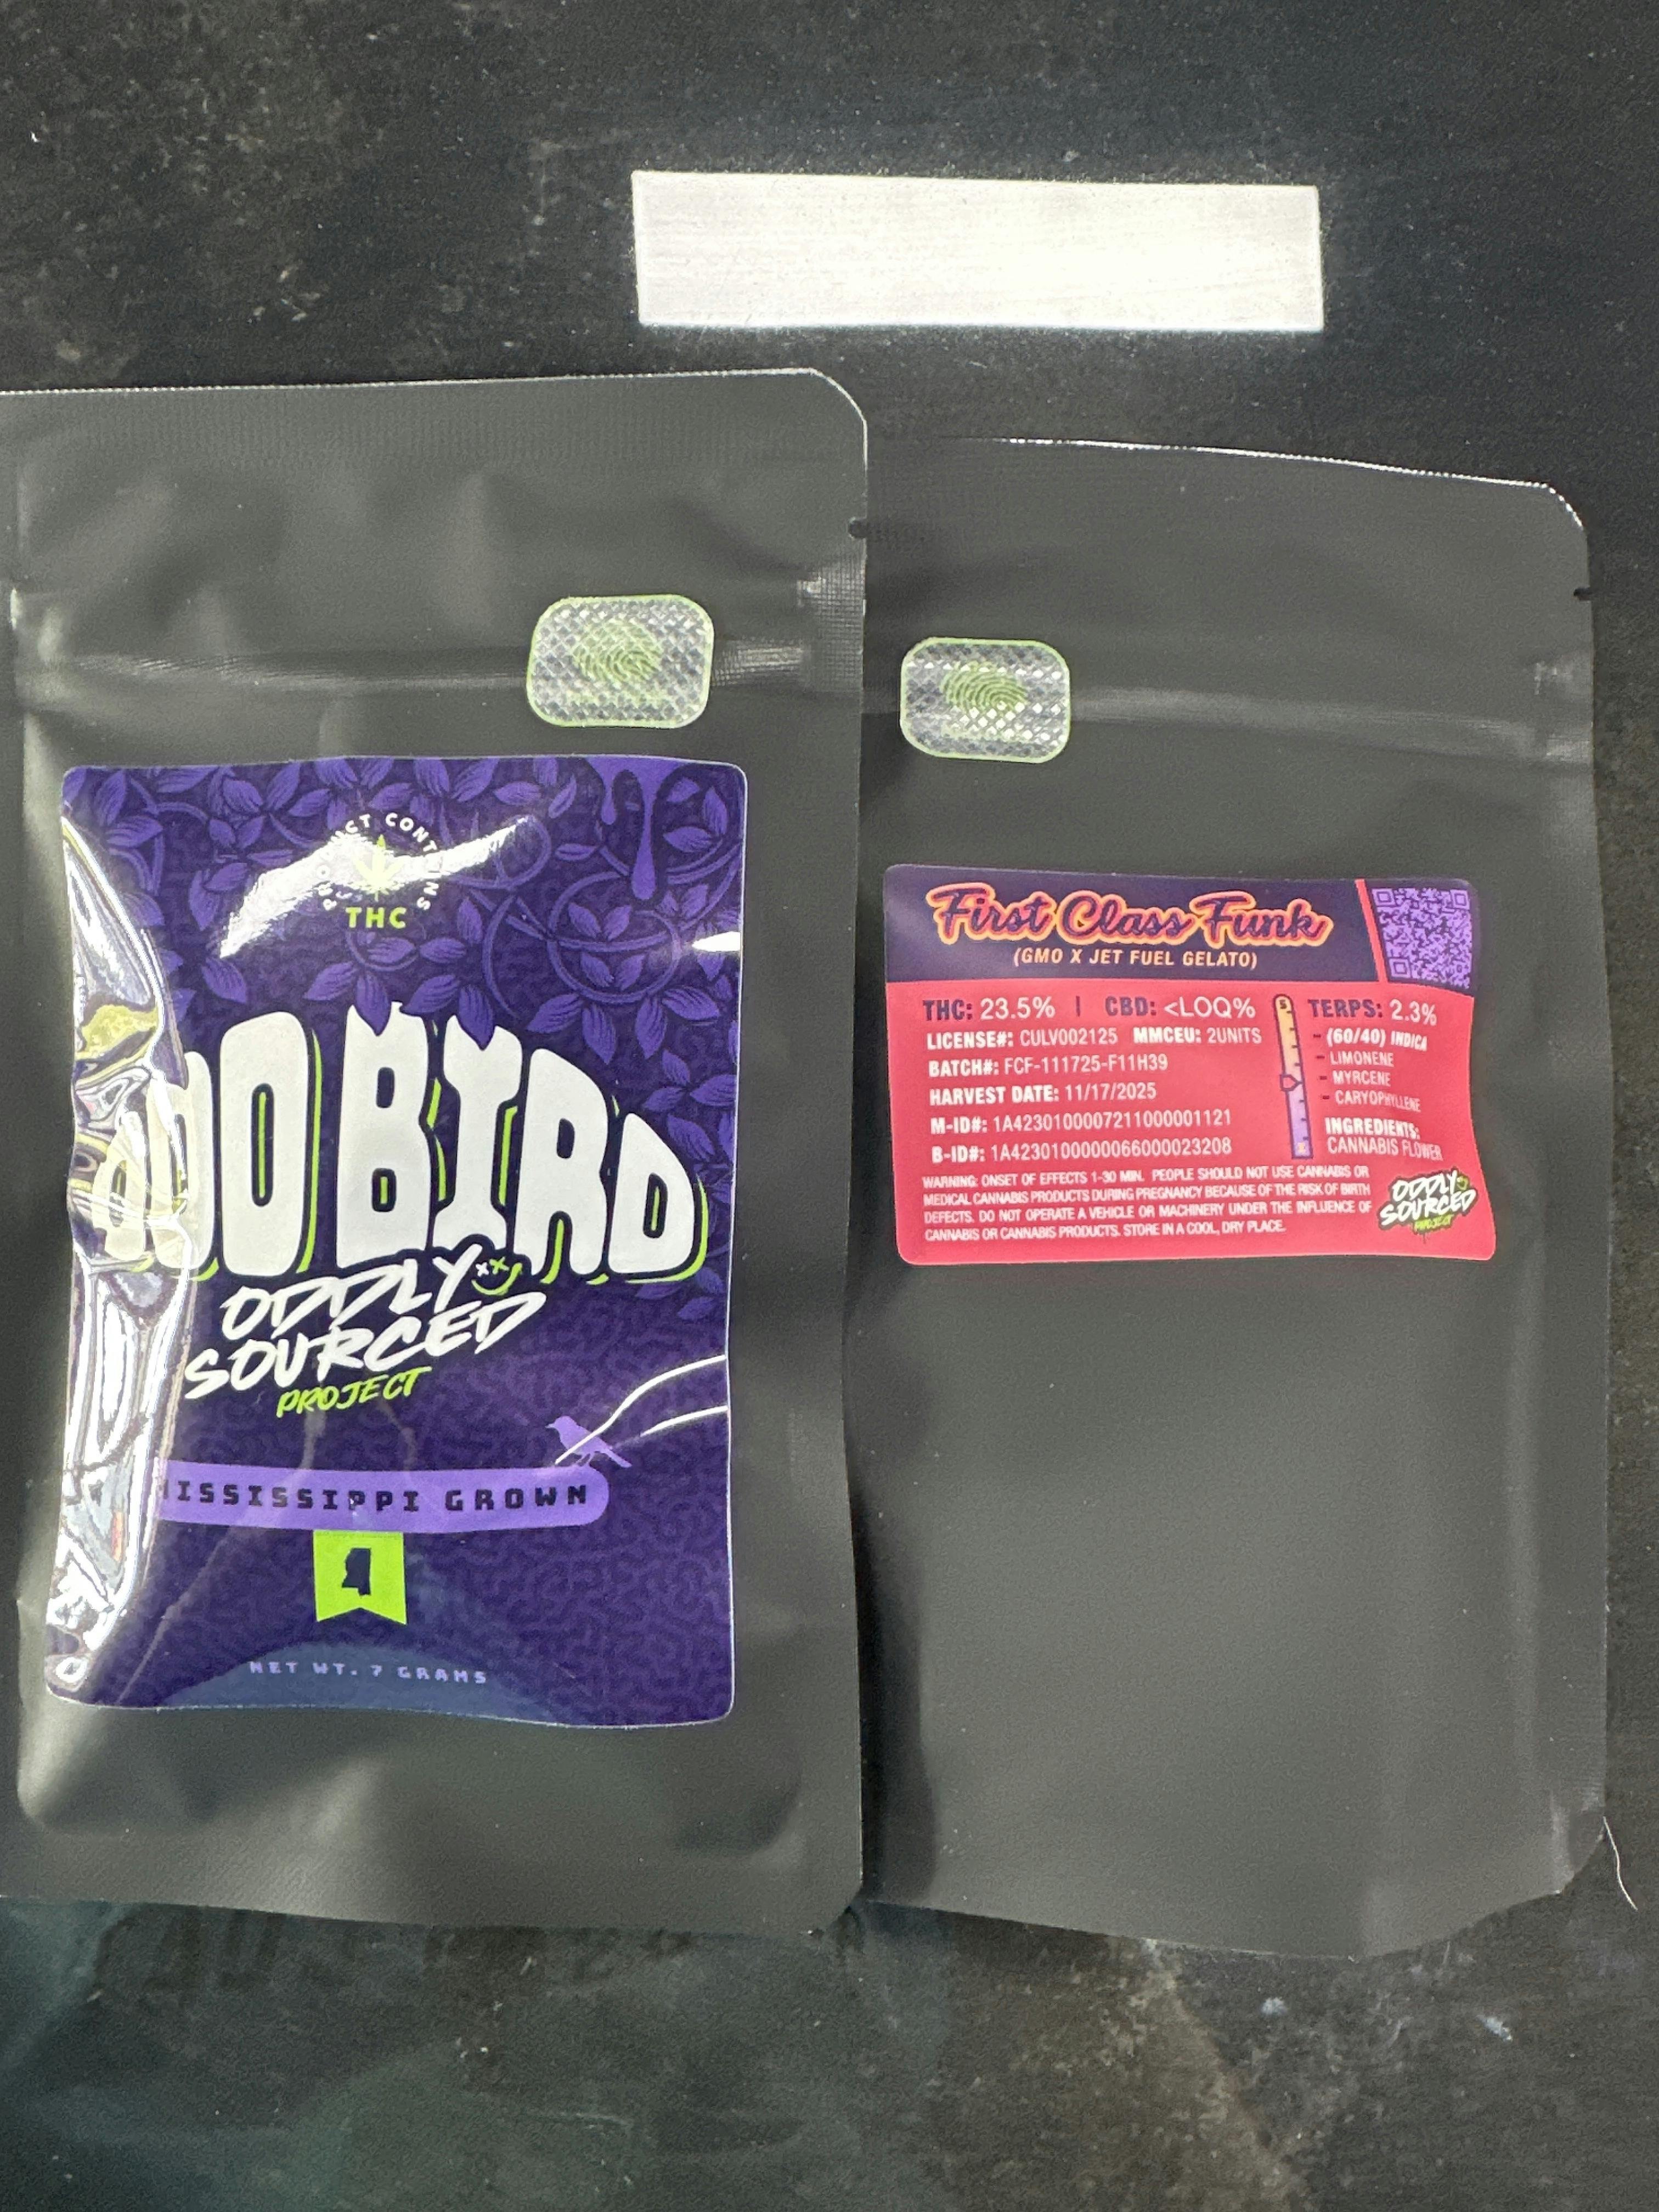 PRODUCT CONTAINS
THC
ODD BIRD
ODDLY
SOURCED
PROJECT
MISSISSIPPI GROWN
NET WT. 7 GRAMS
First Class Funk
(GMO X JET FUEL GELATO)
THC: 23.5% | CBD: <LOQ%
LICENSE#: CULV002125 MMCEU: 2UNITS
BATCH#: FCF-111725-F11H39
HARVEST DATE: 11/17/2025
M-ID#: 1A4230100007211000001121
B-ID#: 1A4230100000066000023208
S
I
TERPS: 2.3%
- (60/40) INDICA
- LIMONENE
- MYRCENE
- CARYOPHYLLENE
INGREDIENTS:
CANNABIS FLOWER
WARNING: ONSET OF EFFECTS 1-30 MIN. PEOPLE SHOULD NOT USE CANNABIS OR
MEDICAL CANNABIS PRODUCTS DURING PREGNANCY BECAUSE OF THE RISK OF BIRTH
DEFECTS. DO NOT OPERATE A VEHICLE OR MACHINERY UNDER THE INFLUENCE OF
CANNABIS OR CANNABIS PRODUCTS. STORE IN A COOL, DRY PLACE.
ODDLY
SOURCED
PROJECT